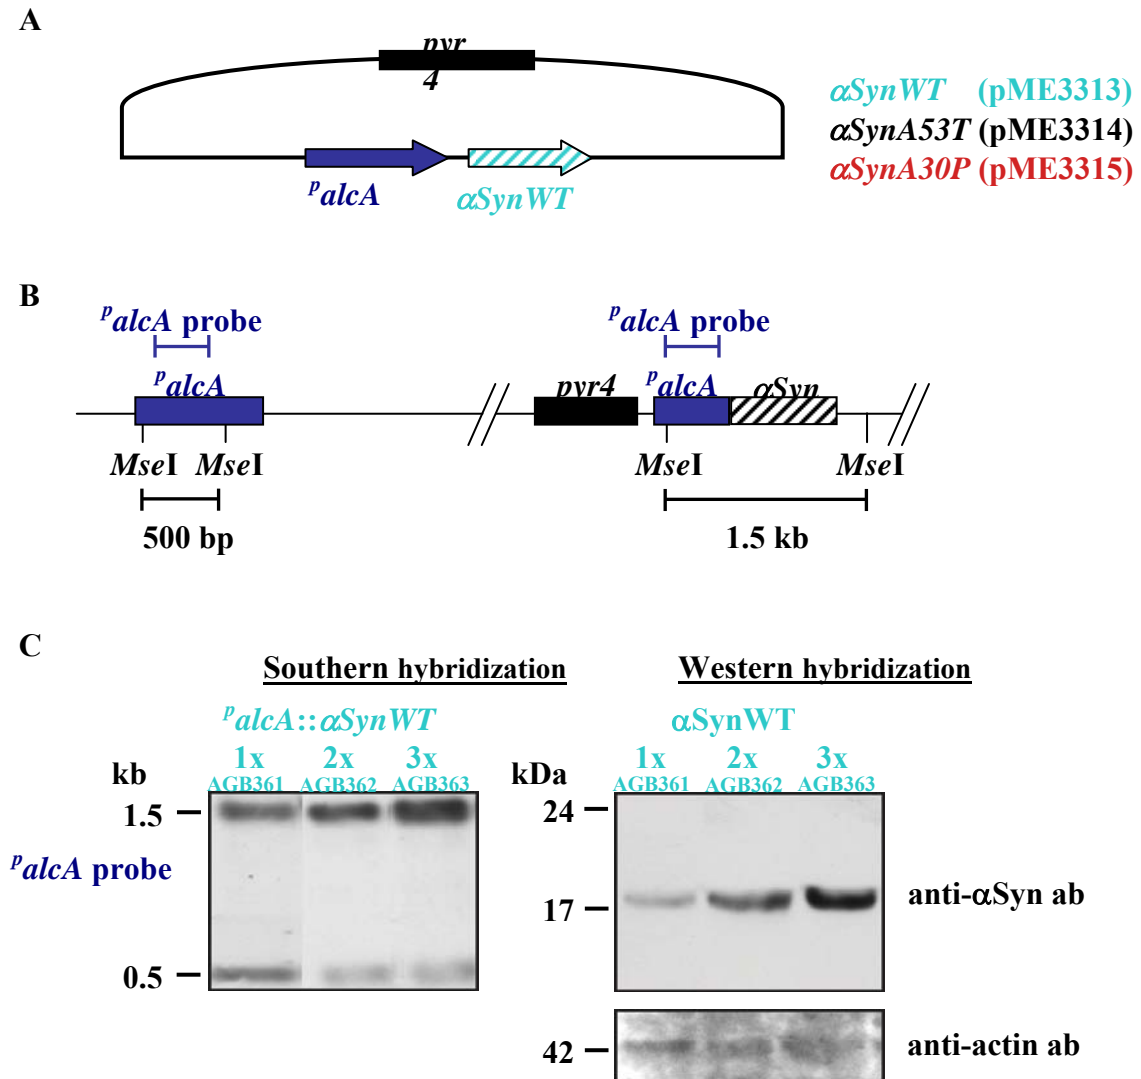 A
pyr
4
αSynWT (pME3313)
αSynA53T (pME3314)
αSynA30P (pME3315)
palcA
αSynWT
B
palcA probe
palcA probe
palcA
pyr4
palcA
αSyn
MseI
MseI
MseI
MseI
500 bp
1.5 kb
C
Southern hybridization
Western hybridization
palcA::αSynWT
αSynWT
kb
1x
2x
3x
AGB361
AGB362
AGB363
kDa
1x
2x
3x
AGB361
AGB362
AGB363
1.5
palcA probe
0.5
24
17
anti-αSyn ab
42
anti-actin ab